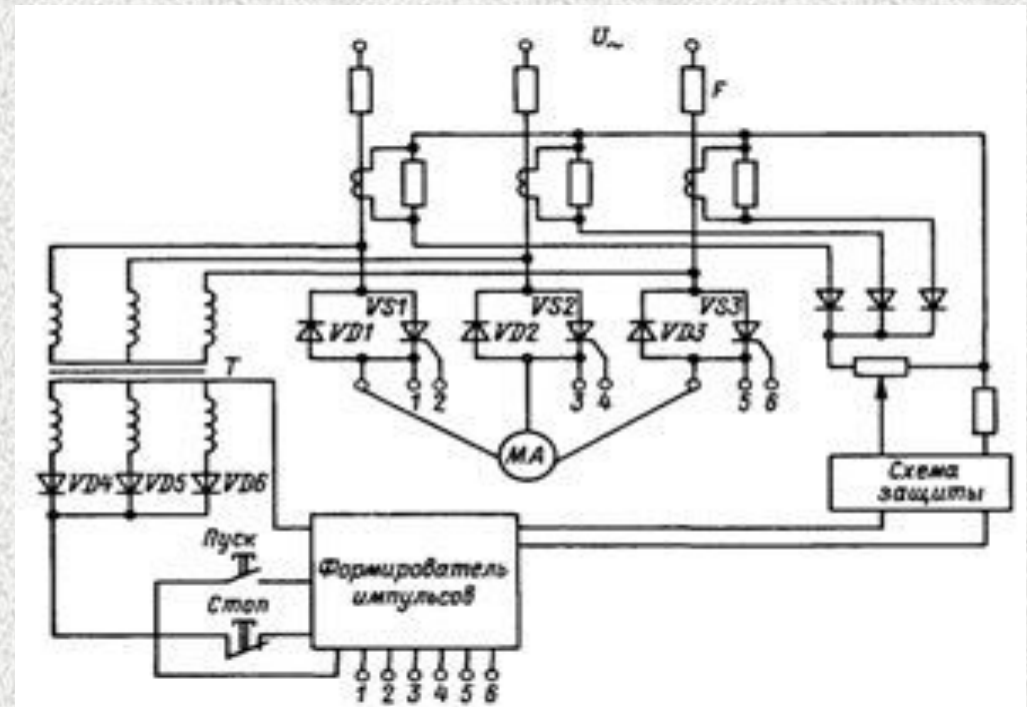 U~
F
VS1
VS2
VS3
VD1
VD2
VD3
1 2
3 4
5 6
T
МА
VD4 VD5 VD6
Схема
защиты
Пуск
Формирователь
импульсов
Стоп
1 2 3 4 5 6